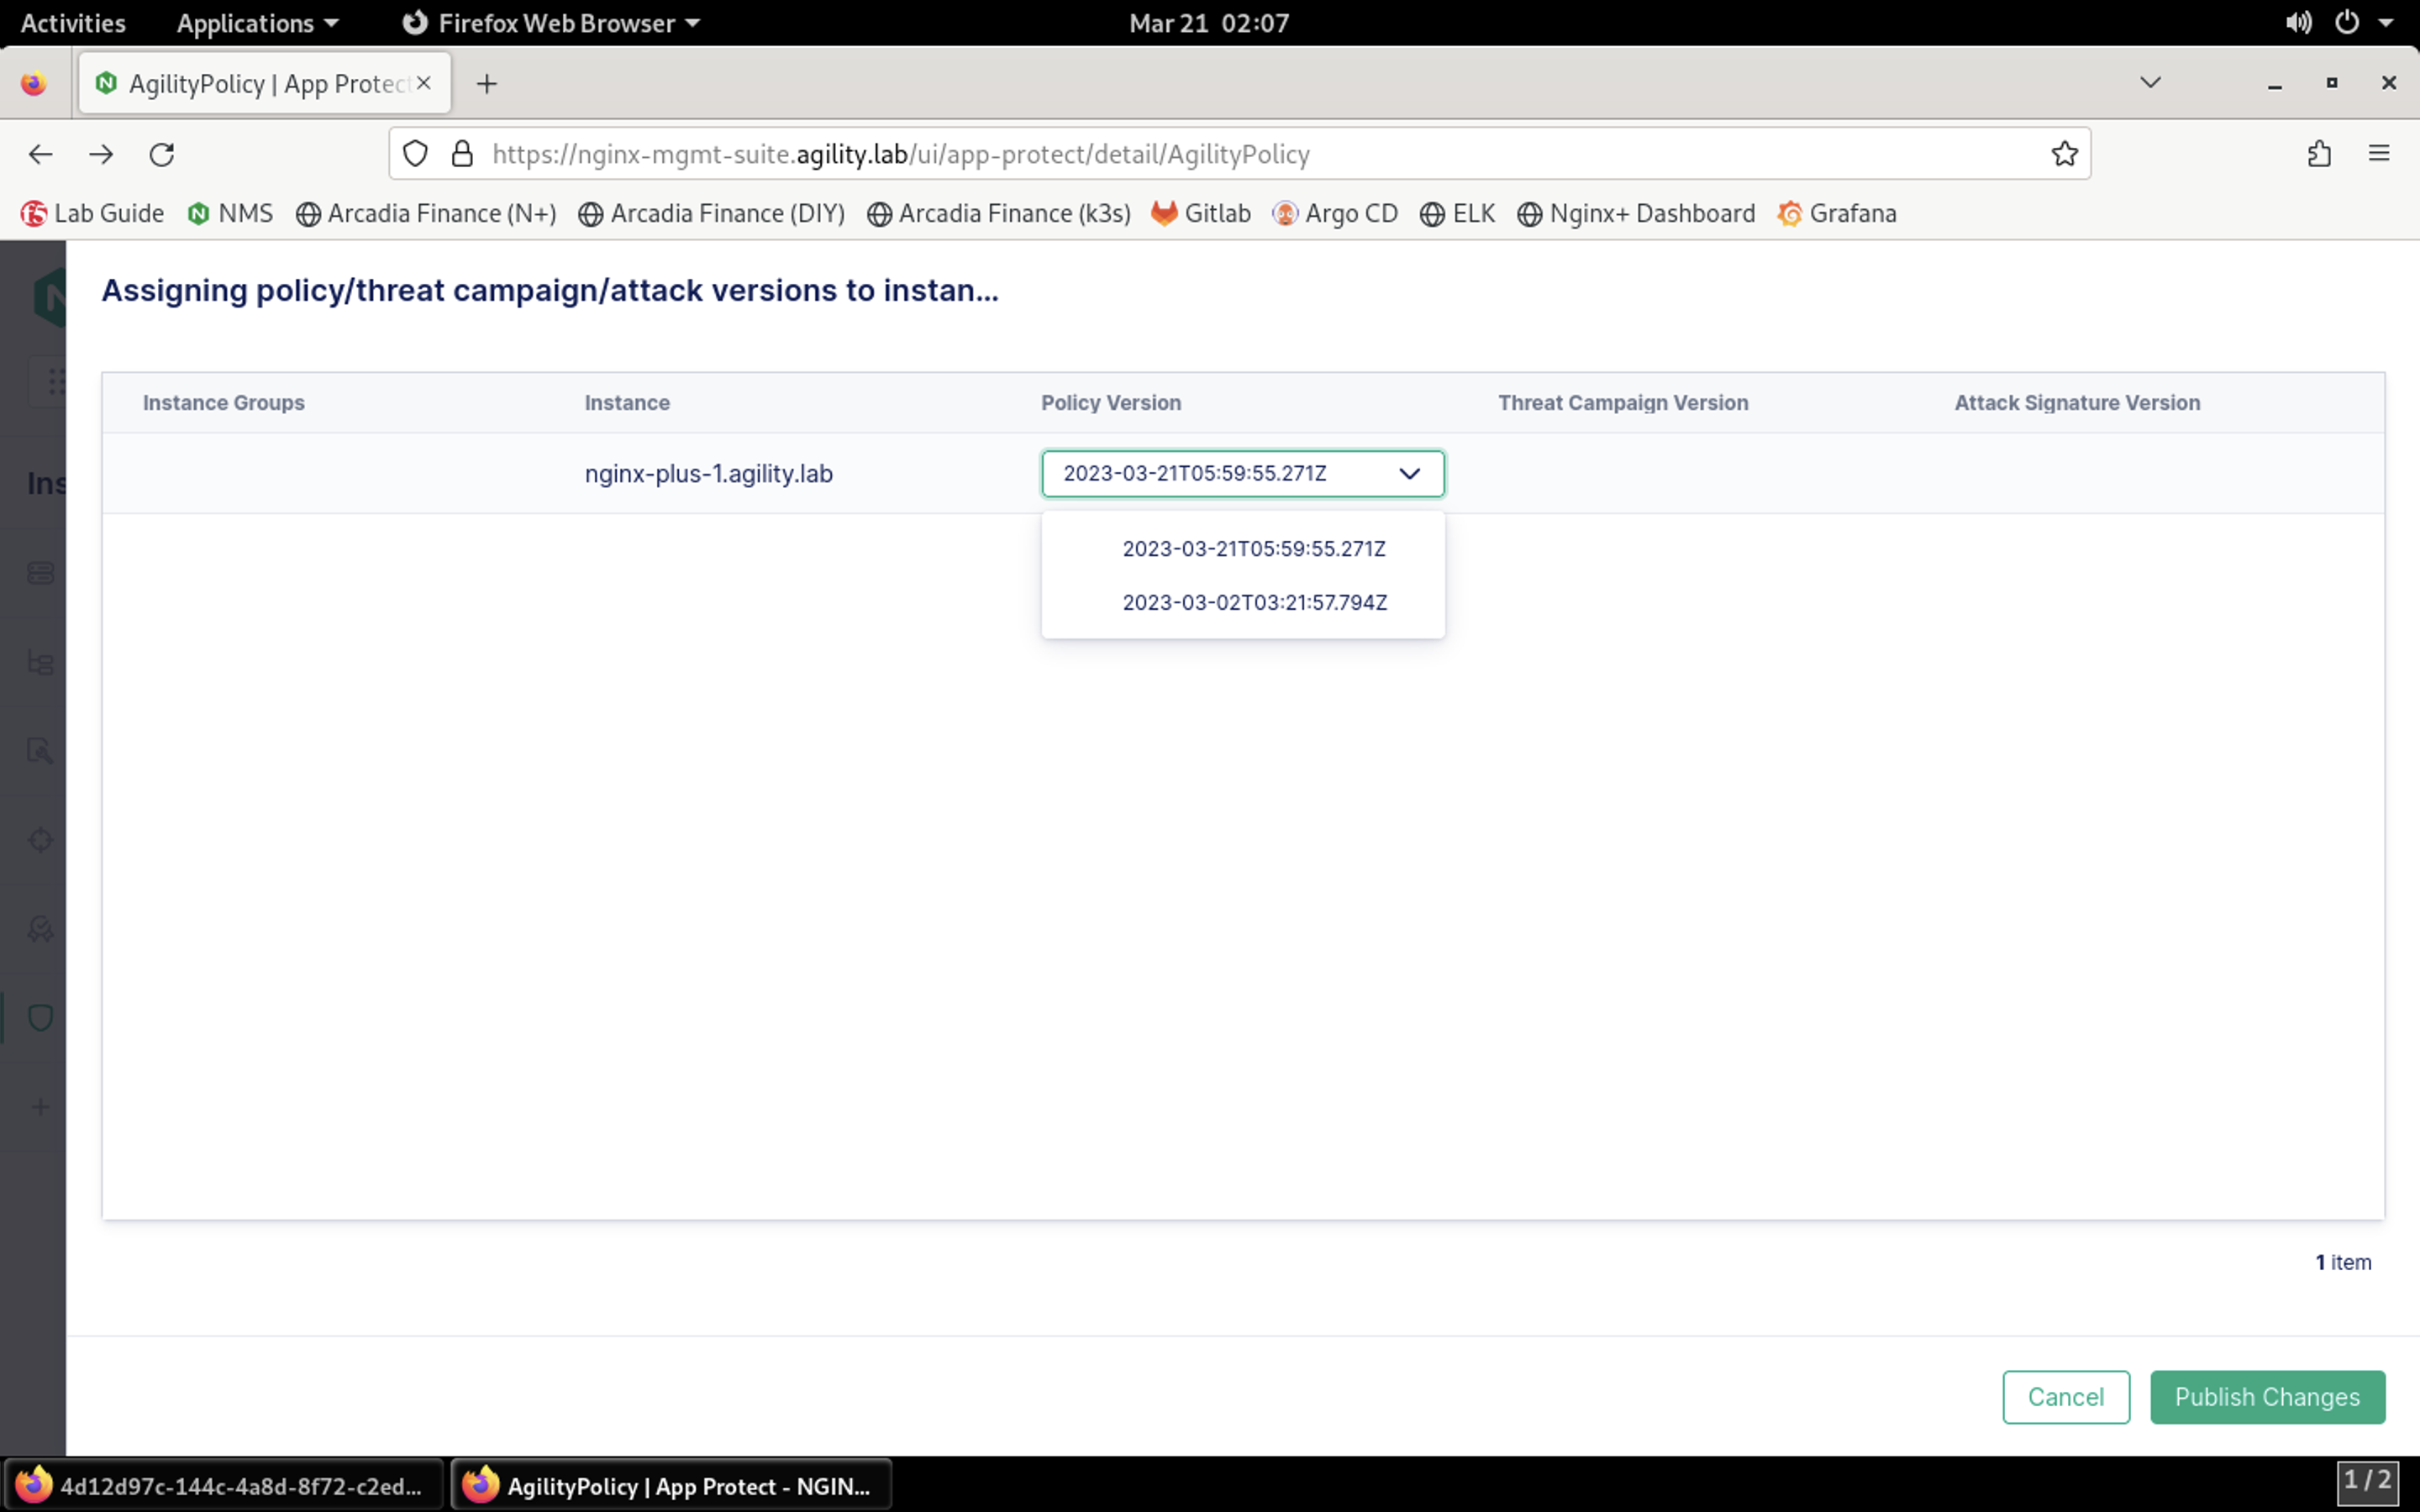 Activities Applications Firefox Web Browser Mar 21 02:07
AgilityPolicy | App Protect
https://nginx-mgmt-suite.agility.lab/ui/app-protect/detail/AgilityPolicy
Lab Guide NMS Arcadia Finance (N+) Arcadia Finance (DIY) Arcadia Finance (k3s) Gitlab Argo CD ELK Nginx+ Dashboard Grafana
Assigning policy/threat campaign/attack versions to instan...
Instance Groups Instance Policy Version Threat Campaign Version Attack Signature Version
Ins
nginx-plus-1.agility.lab 2023-03-21T05:59:55.271Z
2023-03-21T05:59:55.271Z
2023-03-02T03:21:57.794Z
1 item
Cancel Publish Changes
4d12d97c-144c-4a8d-8f72-c2ed... AgilityPolicy | App Protect - NGIN... 1 / 2